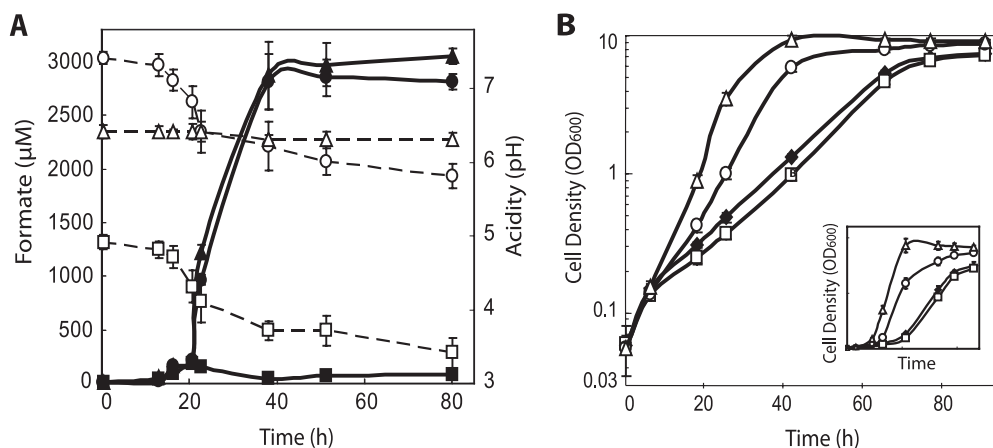 A
Formate (µM)
3000
2500
2000
1500
1000
500
0
7
6
5
4
3
Acidity (pH)
0
20
40
60
80
Time (h)
B
Cell Density (OD600)
10
1
0.1
0.03
0
20
40
60
80
Time (h)
Cell Density (OD600)
Time